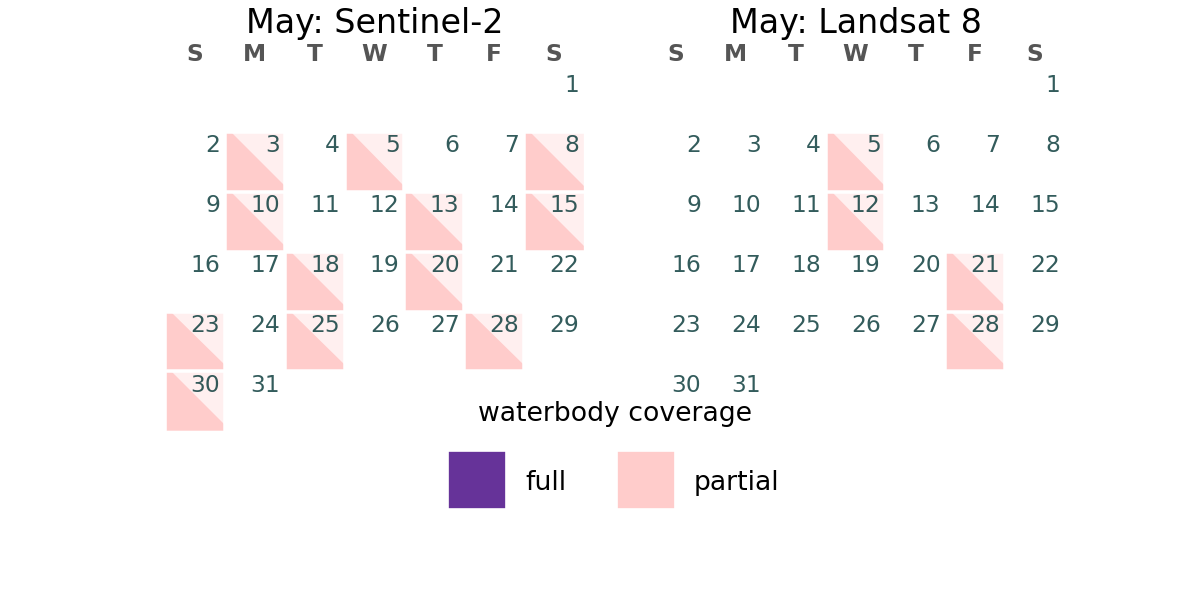 May: Sentinel-2
S M T W T F S
1
2 3 4 5 6 7 8
9 10 11 12 13 14 15
16 17 18 19 20 21 22
23 24 25 26 27 28 29
30 31
May: Landsat 8
S M T W T F S
1
2 3 4 5 6 7 8
9 10 11 12 13 14 15
16 17 18 19 20 21 22
23 24 25 26 27 28 29
30 31
waterbody coverage
full partial